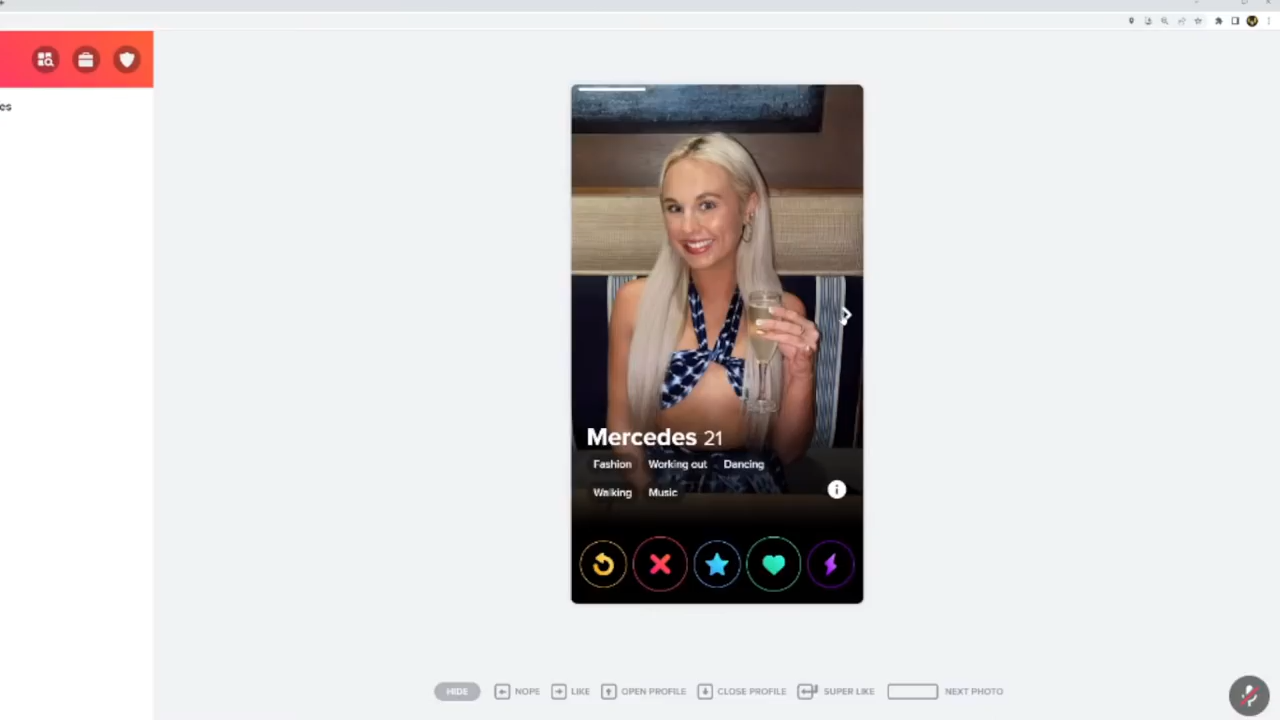 es
Mercedes 21
Fashion Working out Dancing
Walking Music
HIDE NOPE LIKE OPEN PROFILE CLOSE PROFILE SUPER LIKE NEXT PHOTO